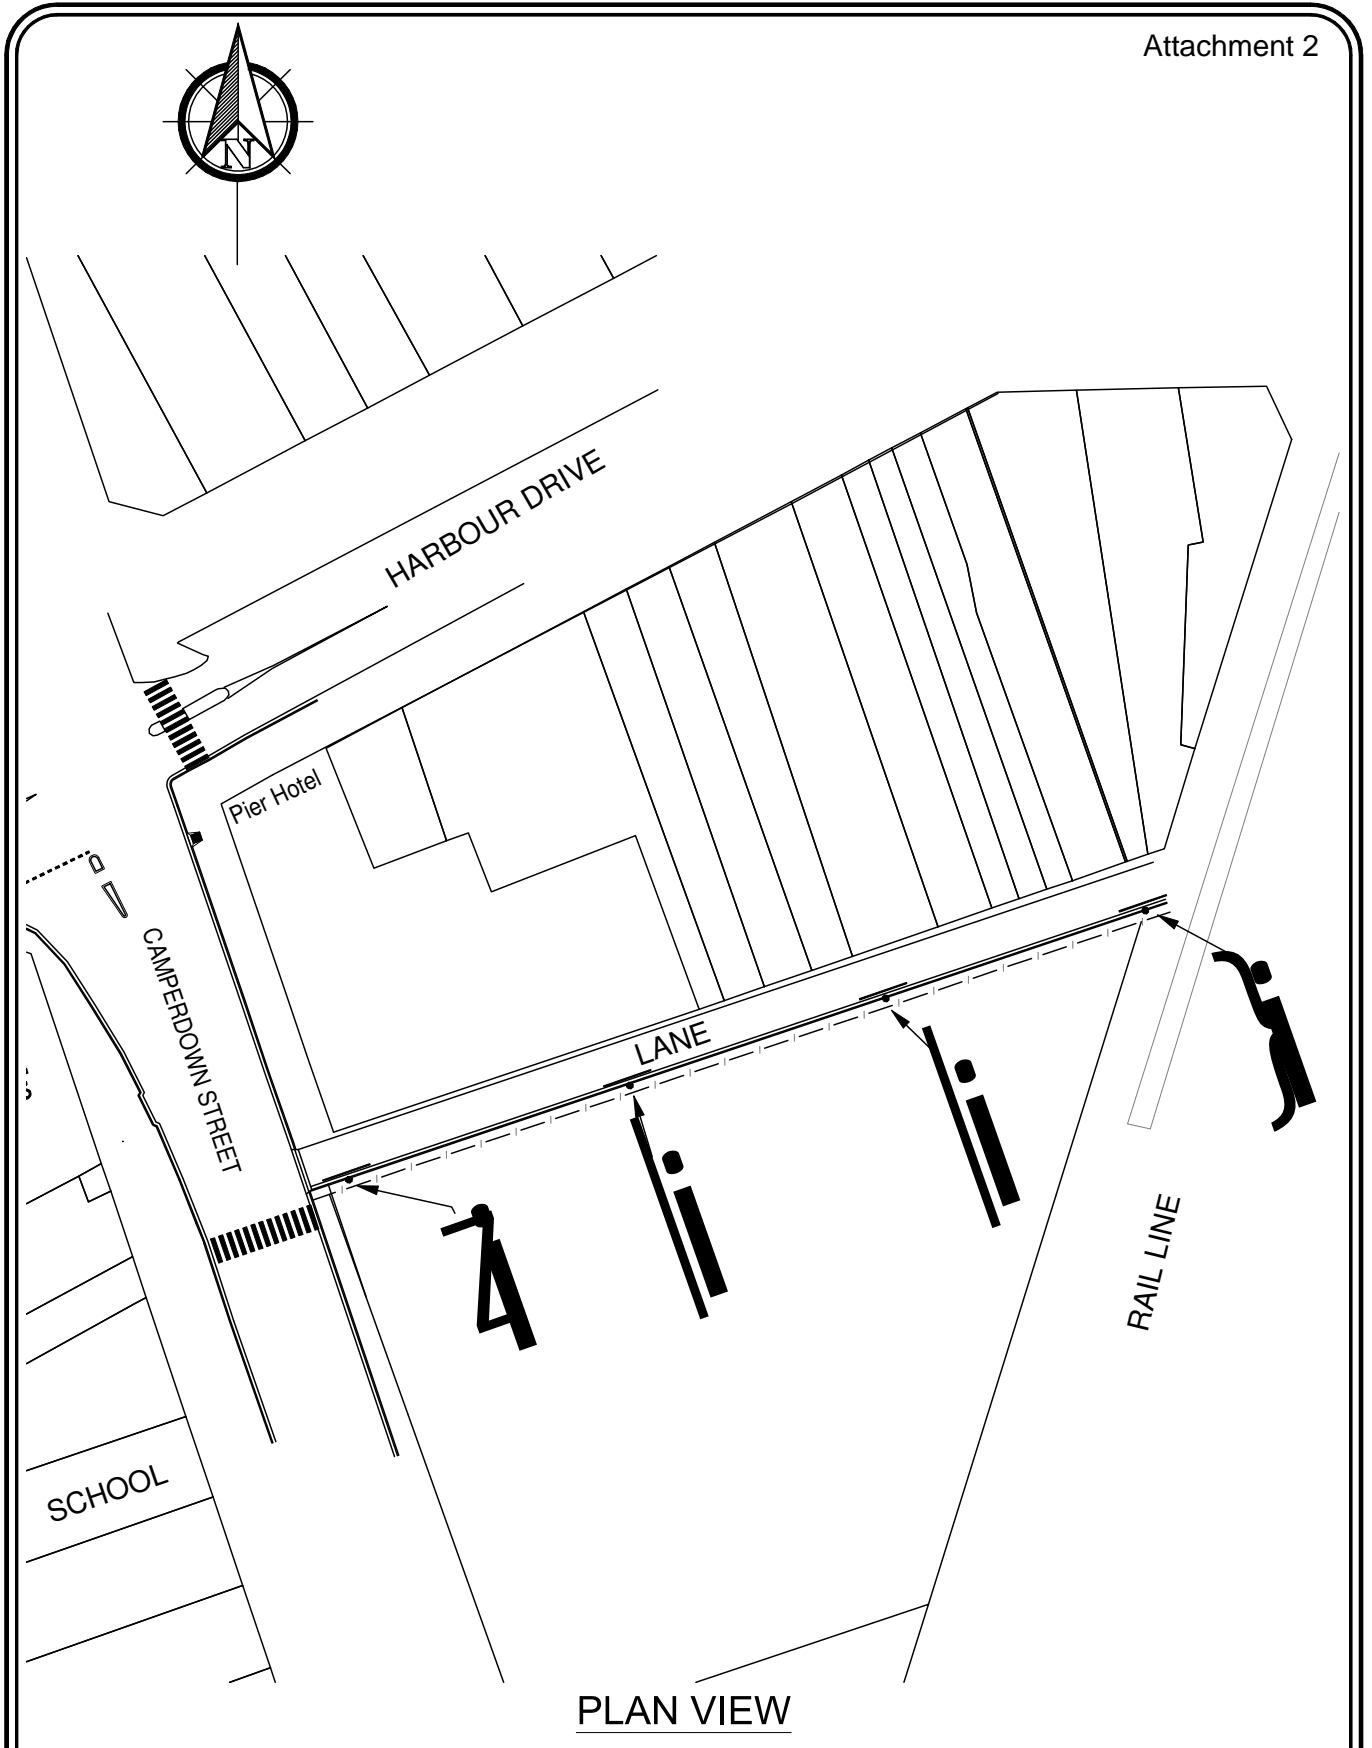 Attachment 2
N
HARBOUR DRIVE
Pier Hotel
CAMPERDOWN STREET
LANE
RAIL LINE
SCHOOL
PLAN VIEW